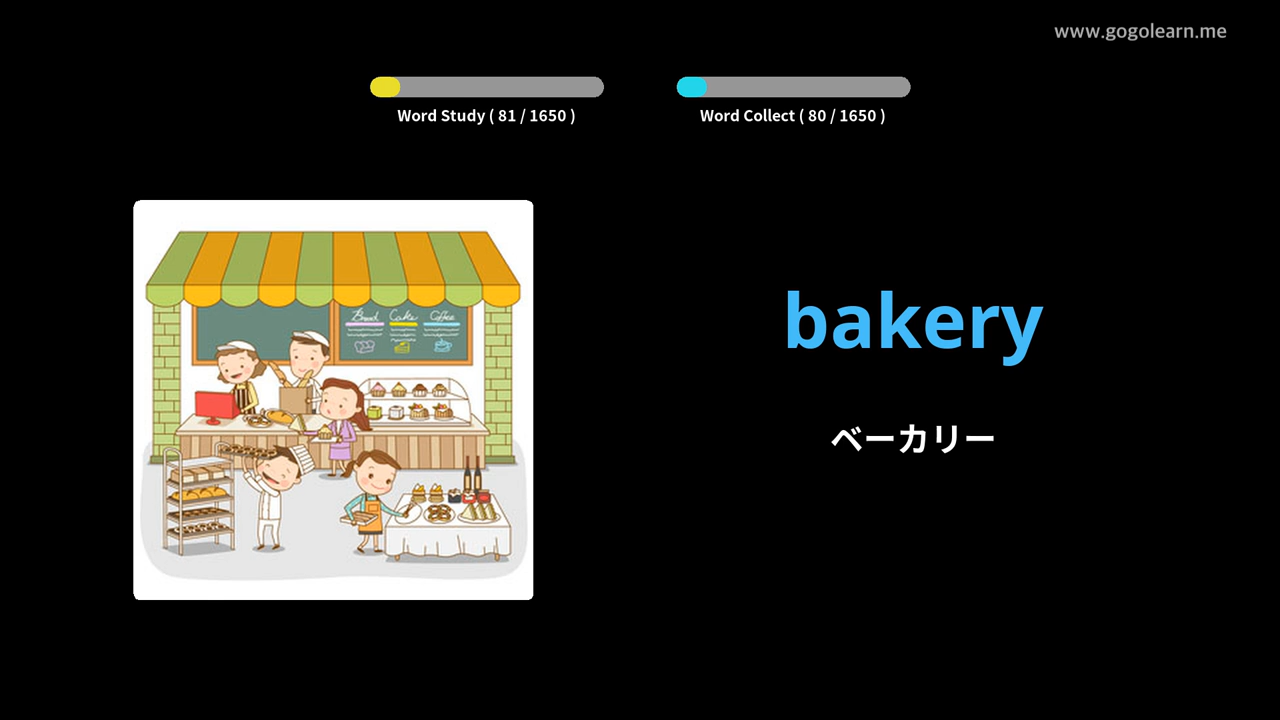 www.gogolearn.me
Word Study ( 81 / 1650 )
Word Collect ( 80 / 1650 )
Bread Cake Coffee
bakery
ベーカリー